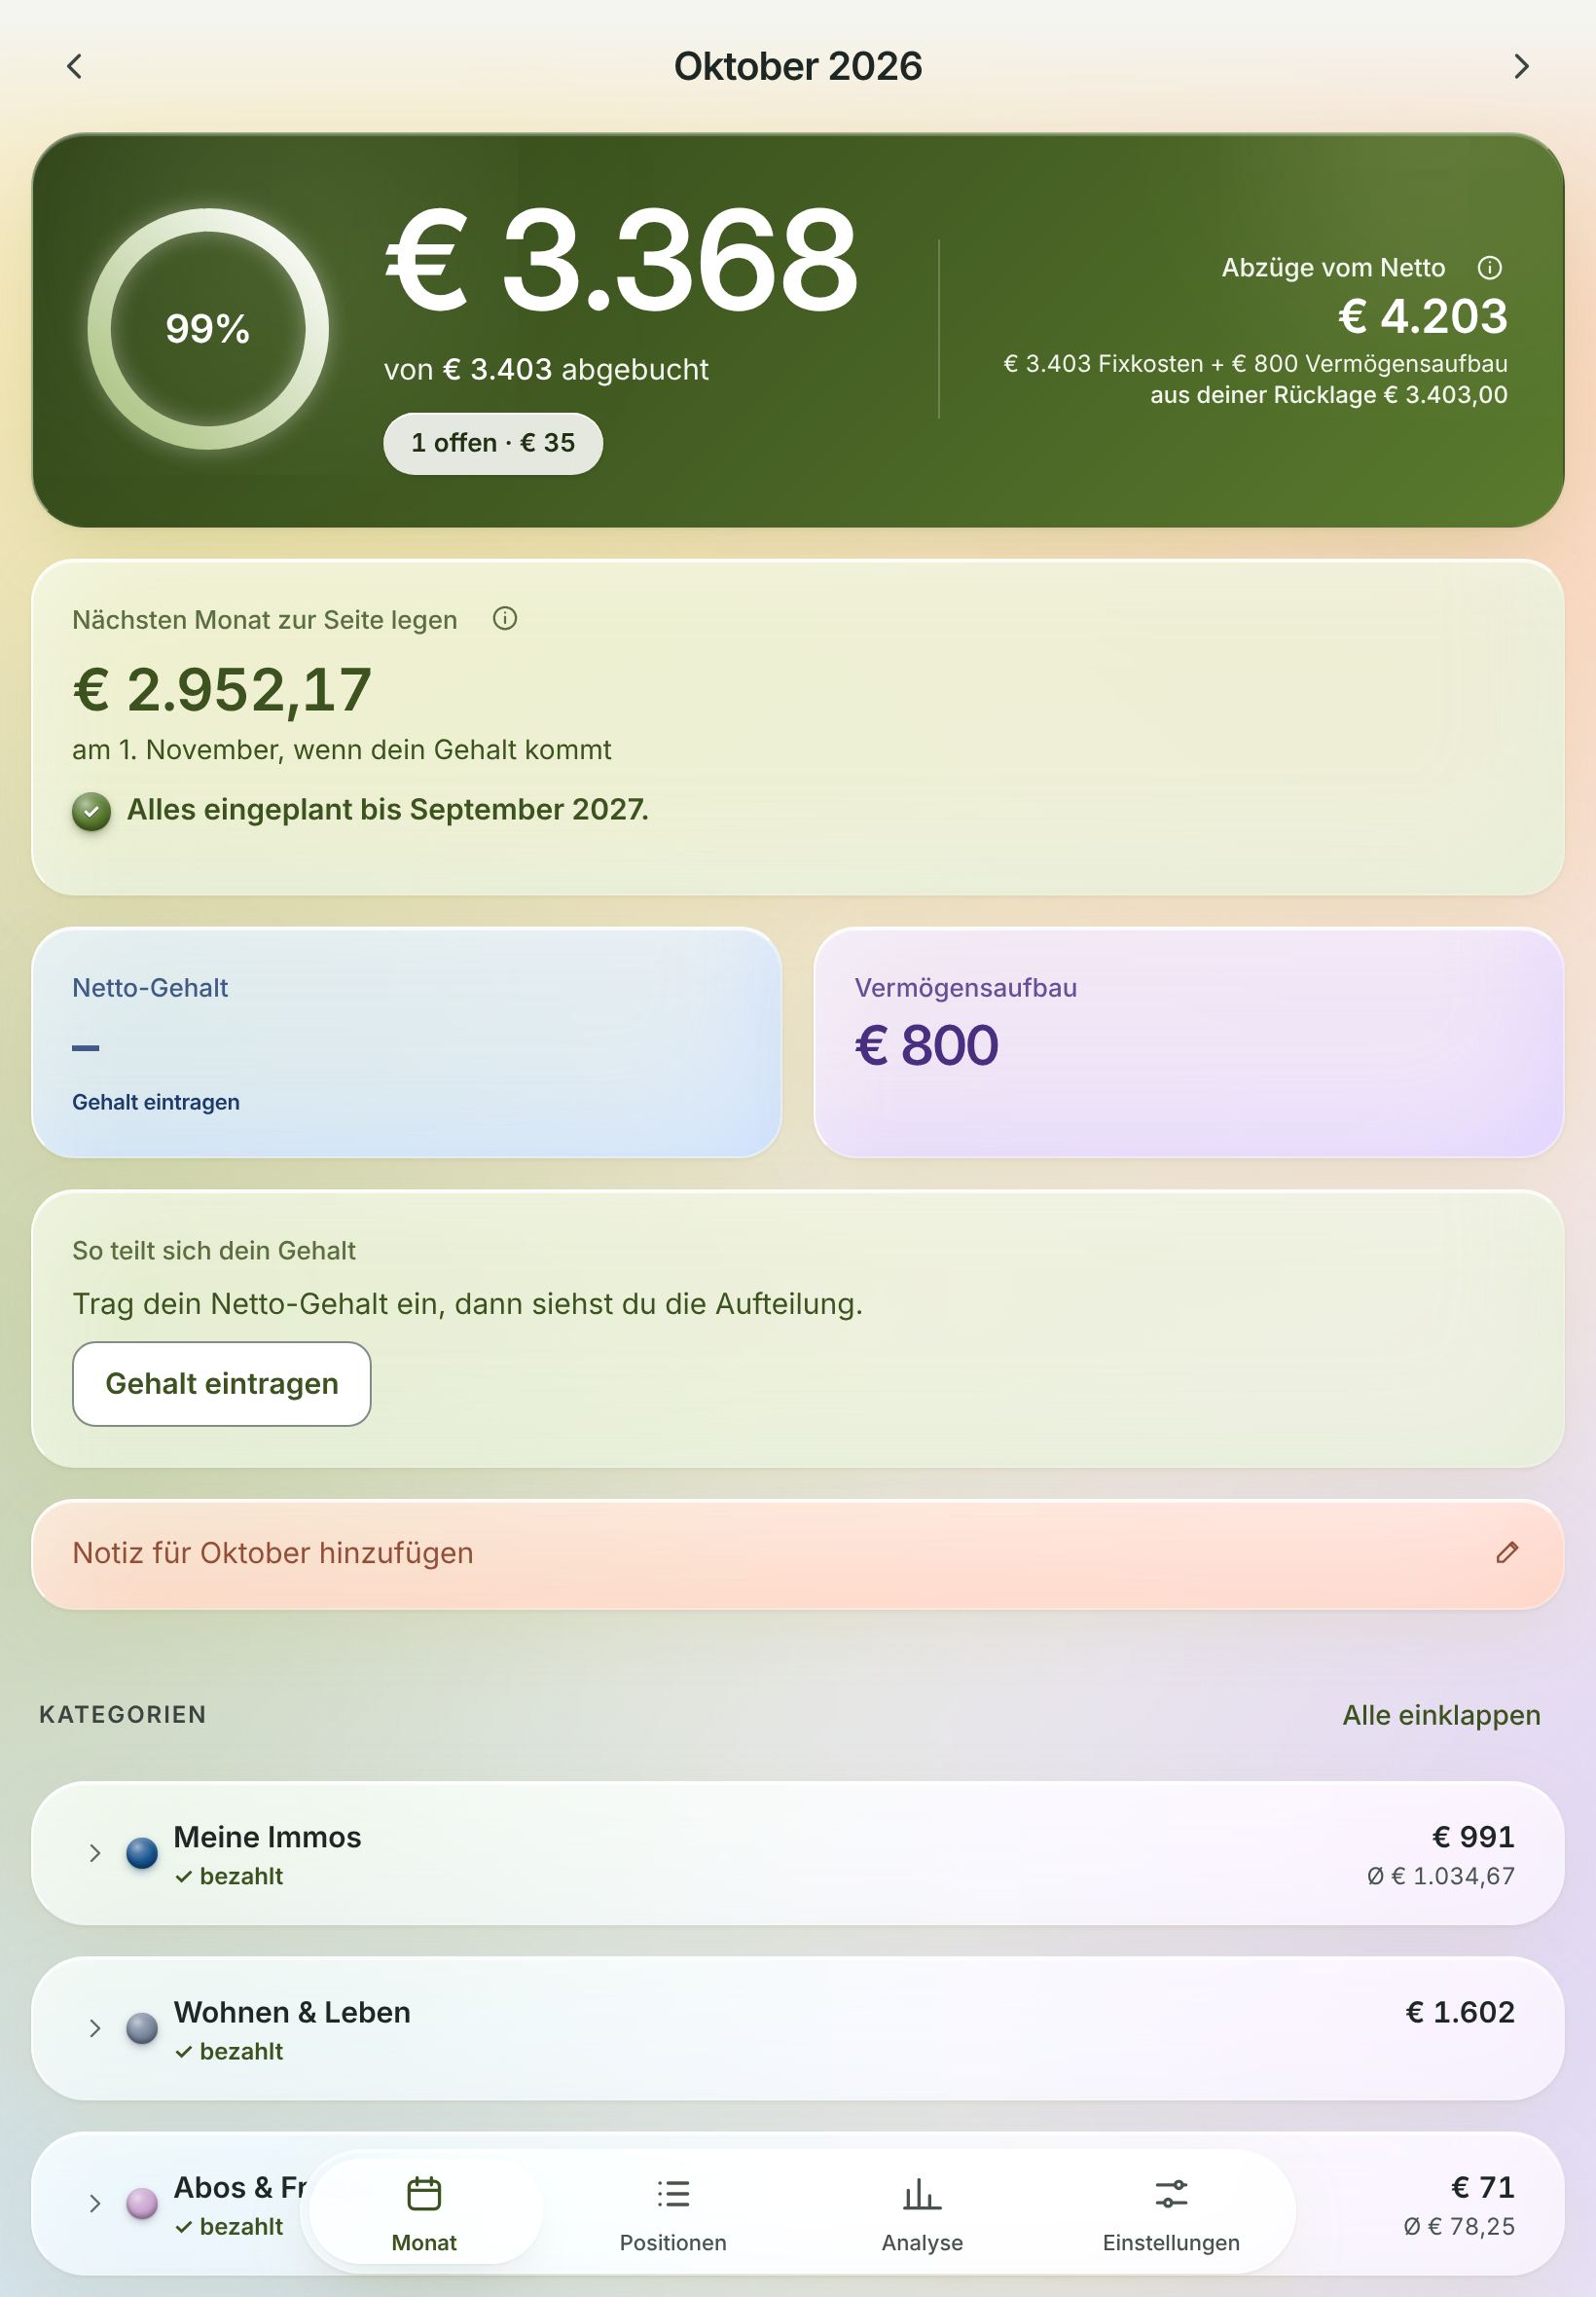 Oktober 2026
99%
€ 3.368
von € 3.403 abgebucht
1 offen · € 35
Abzüge vom Netto
€ 4.203
€ 3.403 Fixkosten + € 800 Vermögensaufbau
aus deiner Rücklage € 3.403,00
Nächsten Monat zur Seite legen
€ 2.952,17
am 1. November, wenn dein Gehalt kommt
Alles eingeplant bis September 2027.
Netto-Gehalt
–
Gehalt eintragen
Vermögensaufbau
€ 800
So teilt sich dein Gehalt
Trag dein Netto-Gehalt ein, dann siehst du die Aufteilung.
Gehalt eintragen
Notiz für Oktober hinzufügen
KATEGORIEN
Alle einklappen
Meine Immos
✓ bezahlt
€ 991
Ø € 1.034,67
Wohnen & Leben
✓ bezahlt
€ 1.602
Abos &
✓ bezahlt
€ 71
Ø € 78,25
Monat
Positionen
Analyse
Einstellungen